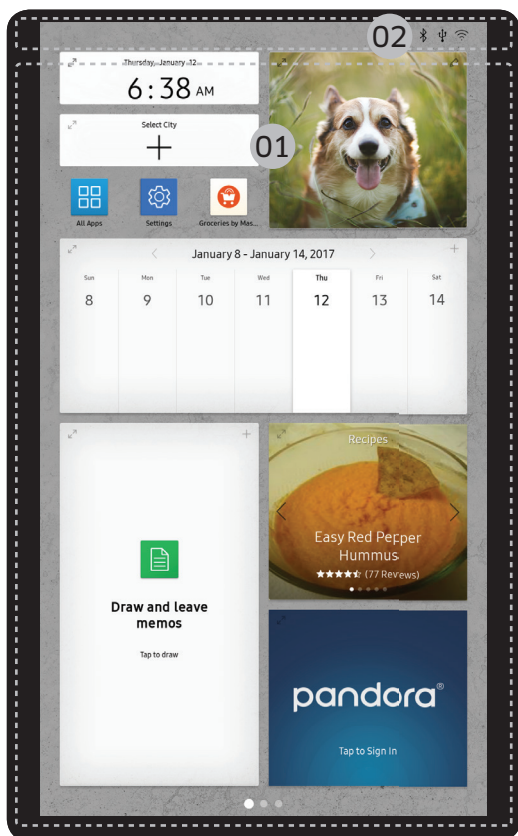 02
Thursday, January 12
6:38 AM
Select City
01
All Apps
Settings
Groceries by Mas...
January 8 - January 14, 2017
Sun Mon Tue Wed Thu Fri Sat
8 9 10 11 12 13 14
Recipes
Easy Red Pepper
Hummus
(77 Reviews)
Draw and leave
memos
Tap to draw
pandora®
Tap to Sign In